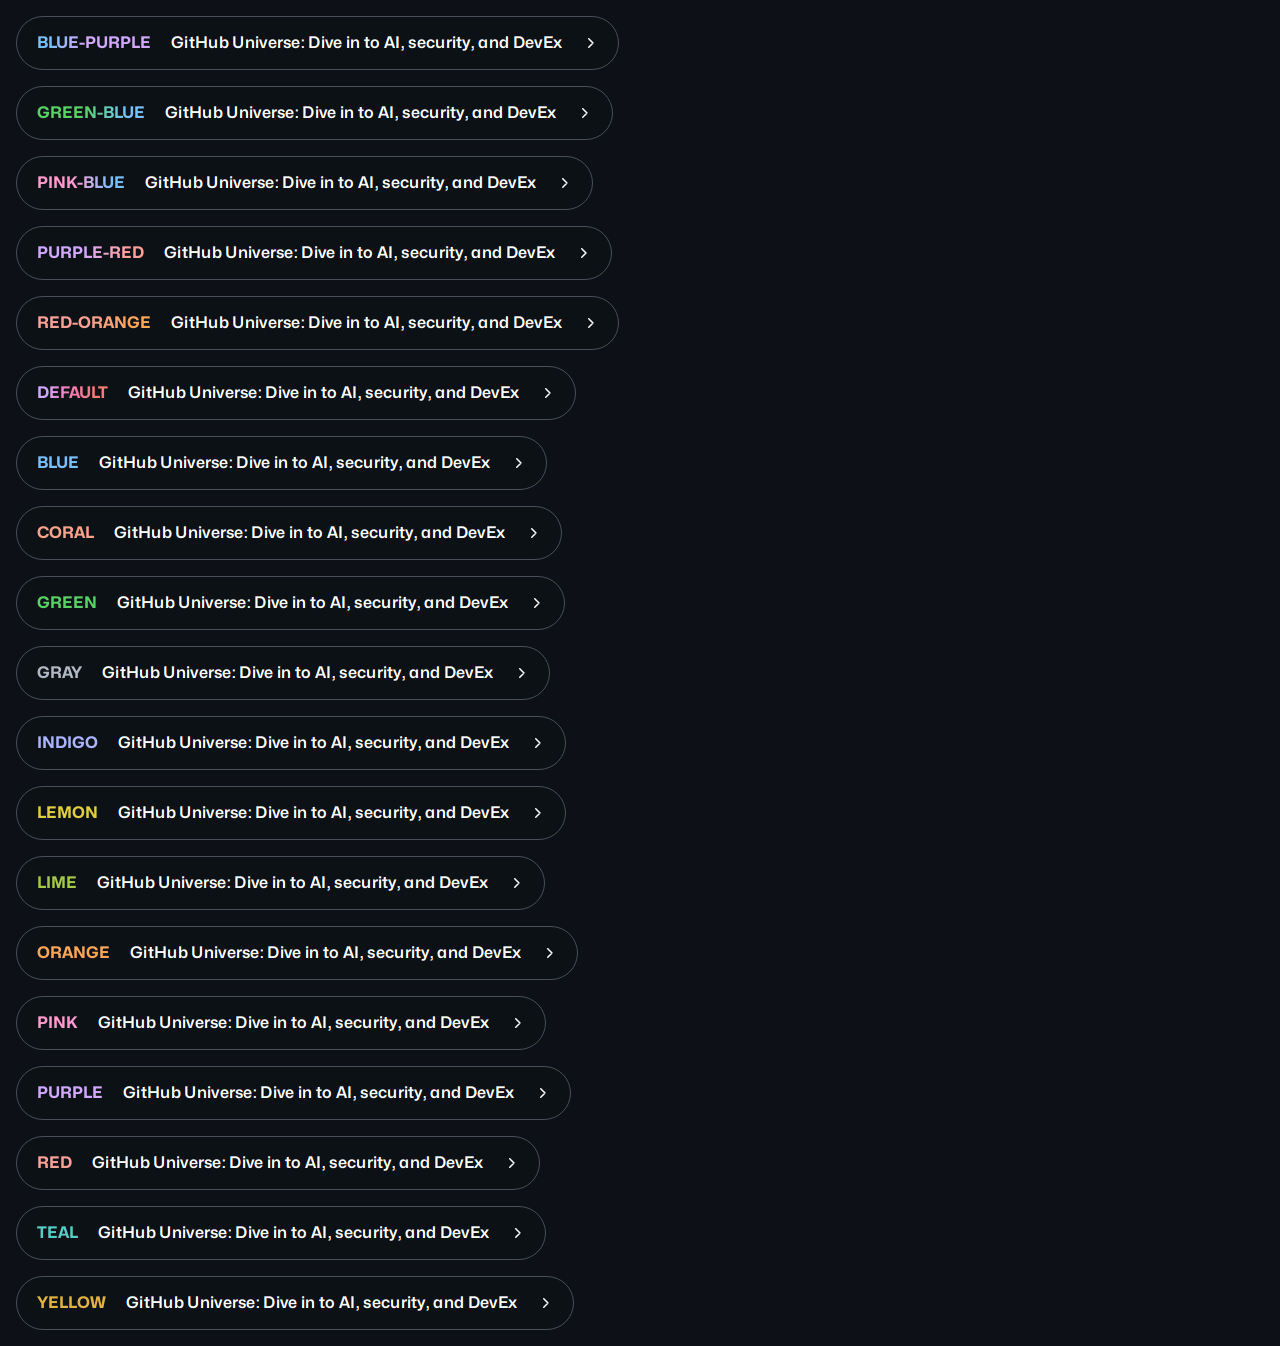 BLUE-PURPLE GitHub Universe: Dive in to AI, security, and DevEx
GREEN-BLUE GitHub Universe: Dive in to AI, security, and DevEx
PINK-BLUE GitHub Universe: Dive in to AI, security, and DevEx
PURPLE-RED GitHub Universe: Dive in to AI, security, and DevEx
RED-ORANGE GitHub Universe: Dive in to AI, security, and DevEx
DEFAULT GitHub Universe: Dive in to AI, security, and DevEx
BLUE GitHub Universe: Dive in to AI, security, and DevEx
CORAL GitHub Universe: Dive in to AI, security, and DevEx
GREEN GitHub Universe: Dive in to AI, security, and DevEx
GRAY GitHub Universe: Dive in to AI, security, and DevEx
INDIGO GitHub Universe: Dive in to AI, security, and DevEx
LEMON GitHub Universe: Dive in to AI, security, and DevEx
LIME GitHub Universe: Dive in to AI, security, and DevEx
ORANGE GitHub Universe: Dive in to AI, security, and DevEx
PINK GitHub Universe: Dive in to AI, security, and DevEx
PURPLE GitHub Universe: Dive in to AI, security, and DevEx
RED GitHub Universe: Dive in to AI, security, and DevEx
TEAL GitHub Universe: Dive in to AI, security, and DevEx
YELLOW GitHub Universe: Dive in to AI, security, and DevEx